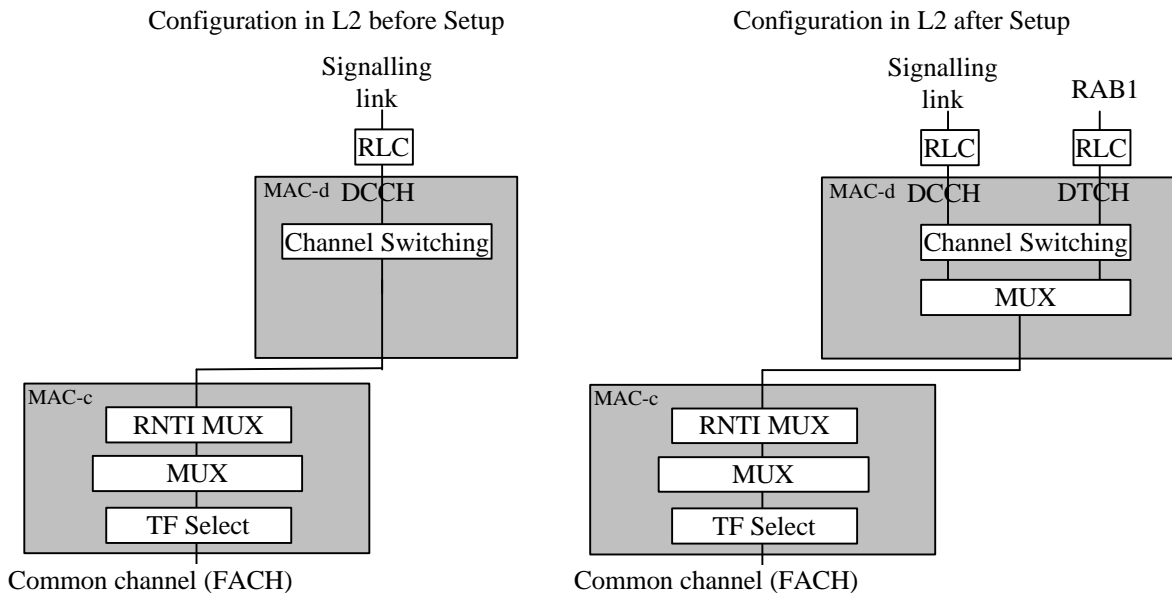 Configuration in L2 before Setup
Signalling
link
RLC
MAC-d DCCH
Channel Switching
MAC-c
RNTI MUX
MUX
TF Select
Common channel (FACH)
Configuration in L2 after Setup
Signalling
link
RAB1
RLC
RLC
MAC-d DCCH
DTCH
Channel Switching
MUX
MAC-c
RNTI MUX
MUX
TF Select
Common channel (FACH)